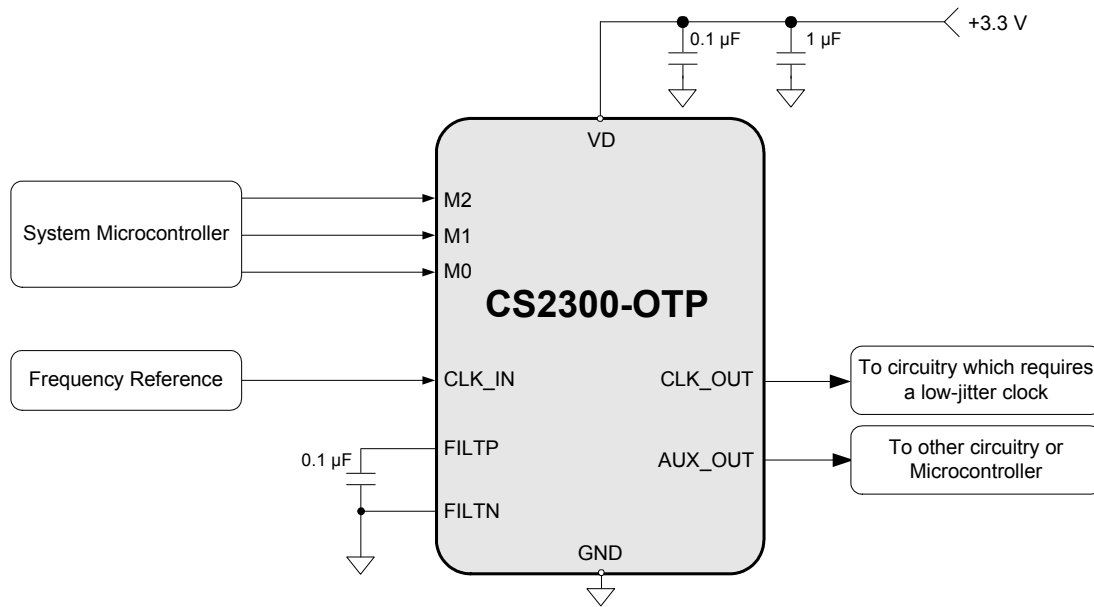 +3.3 V
0.1 µF
1 µF
VD
System Microcontroller
M2
M1
M0
CS2300-OTP
Frequency Reference
CLK_IN
CLK_OUT
To circuitry which requires
a low-jitter clock
FILTP
0.1 µF
AUX_OUT
To other circuitry or
Microcontroller
FILTN
GND